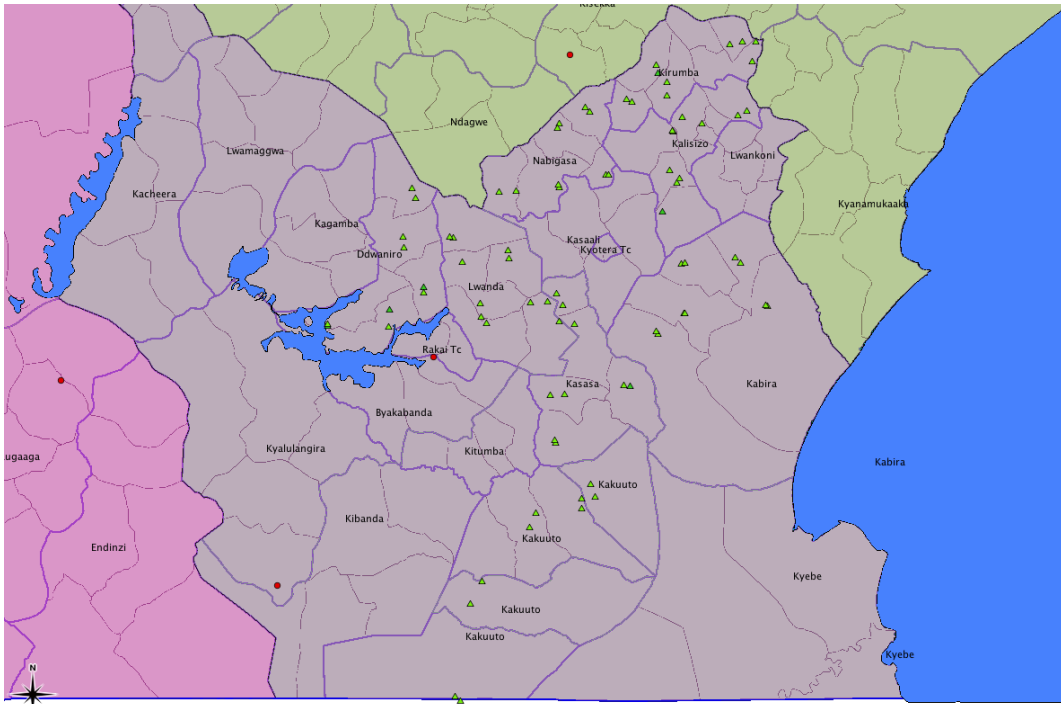 Kisekka
Kirumba
Ndagwe
Kalisizo
Lwamaggwa
Lwankoni
Nabigasa
Kacheera
Kyanamukaaka
Kagamba
Kasaali
Kyotera Tc
Ddwaniro
Lwanda
Rakai Tc
Kasasa
Kabira
Byakabanda
Kyalulangira
Kitumba
ugaaga
Kabira
Kakuuto
Kibanda
Kakuuto
Endinzi
Kyebe
Kakuuto
Kakuuto
Kyebe
N